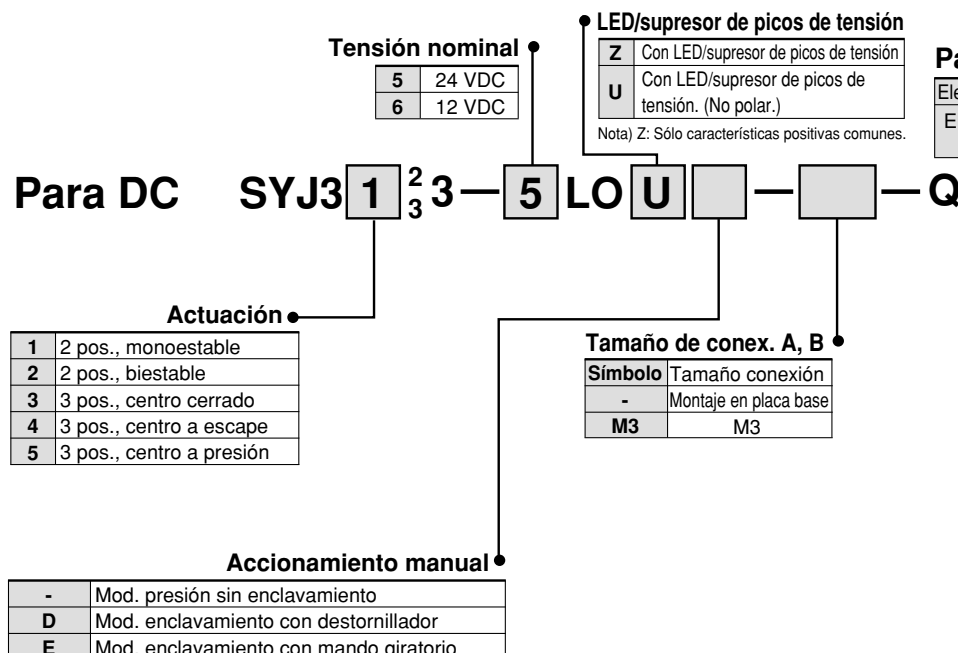 LED/supresor de picos de tensión
Z Con LED/supresor de picos de tensión
U Con LED/supresor de picos de
tensión. (No polar.)
Nota) Z: Sólo características positivas comunes.
Tensión nominal
5 24 VDC
6 12 VDC
Para DC SYJ3 1 2 3 3 — 5 LO U — — Q
Actuación
1 2 pos., monoestable
2 2 pos., biestable
3 3 pos., centro cerrado
4 3 pos., centro a escape
5 3 pos., centro a presión
Tamaño de conex. A, B
Símbolo Tamaño conexión
- Montaje en placa base
M3 M3
Accionamiento manual
- Mod. presión sin enclavamiento
D Mod. enclavamiento con destornillador
E Mod. enclavamiento con mando giratorio